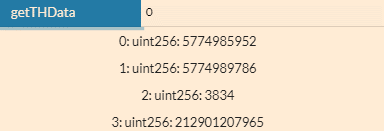 getTHData 0
0: uint256: 5774985952
1: uint256: 5774989786
2: uint256: 3834
3: uint256: 212901207965